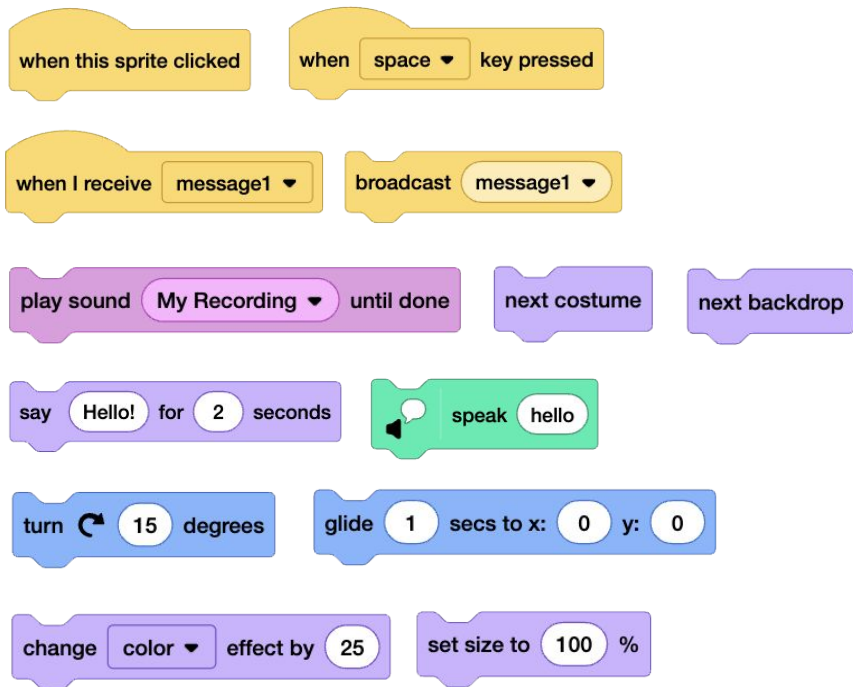 when this sprite clicked
when space key pressed
when I receive message1
broadcast message1
play sound My Recording until done
next costume
next backdrop
say Hello! for 2 seconds
speak hello
turn 15 degrees
glide 1 secs to x: 0 y: 0
change color effect by 25
set size to 100 %